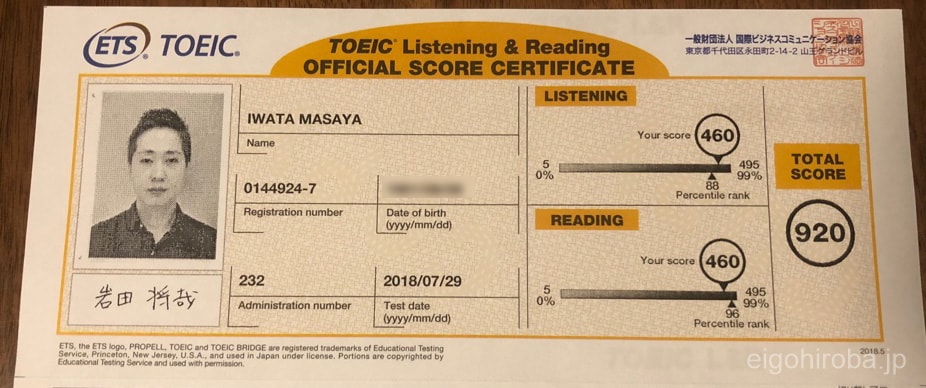 ETS TOEIC®
TOEIC® Listening & Reading
OFFICIAL SCORE CERTIFICATE
一般財団法人 国際ビジネスコミュニケーション協会
東京都千代田区永田町2-14-2 山王グランドビル
IWATA MASAYA
Name
0144924-7
Registration number
Date of birth
(yyyy/mm/dd)
232
Administration number
2018/07/29
Test date
(yyyy/mm/dd)
岩田 将哉
LISTENING
Your score 460
5
0%
495
99%
88
Percentile rank
READING
Your score 460
5
0%
495
99%
96
Percentile rank
TOTAL
SCORE
920
ETS, the ETS logo, PROPELL, TOEIC and TOEIC BRIDGE are registered trademarks of Educational Testing
Service, Princeton, New Jersey, U.S.A., and used in Japan under license. Portions are copyrighted by
Educational Testing Service and used with permission.
2018.5
eigohiroba.jp